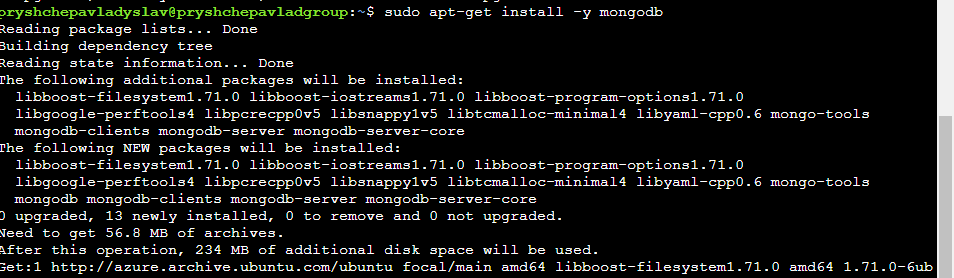 pryshchepavladyslav@pryshchepavladgroup:~$ sudo apt-get install -y mongodb
Reading package lists... Done
Building dependency tree
Reading state information... Done
The following additional packages will be installed:
libboost-filesystem1.71.0 libboost-iostreams1.71.0 libboost-program-options1.71.0
libgoogle-perftools4 libpcrecpp0v5 libsnappy1v5 libtcmalloc-minimal4 libyaml-cpp0.6 mongo-tools
mongodb-clients mongodb-server mongodb-server-core
The following NEW packages will be installed:
libboost-filesystem1.71.0 libboost-iostreams1.71.0 libboost-program-options1.71.0
libgoogle-perftools4 libpcrecpp0v5 libsnappy1v5 libtcmalloc-minimal4 libyaml-cpp0.6 mongo-tools
mongodb mongodb-clients mongodb-server mongodb-server-core
0 upgraded, 13 newly installed, 0 to remove and 0 not upgraded.
Need to get 56.8 MB of archives.
After this operation, 234 MB of additional disk space will be used.
Get:1 http://azure.archive.ubuntu.com/ubuntu focal/main amd64 libboost-filesystem1.71.0 amd64 1.71.0-6ub